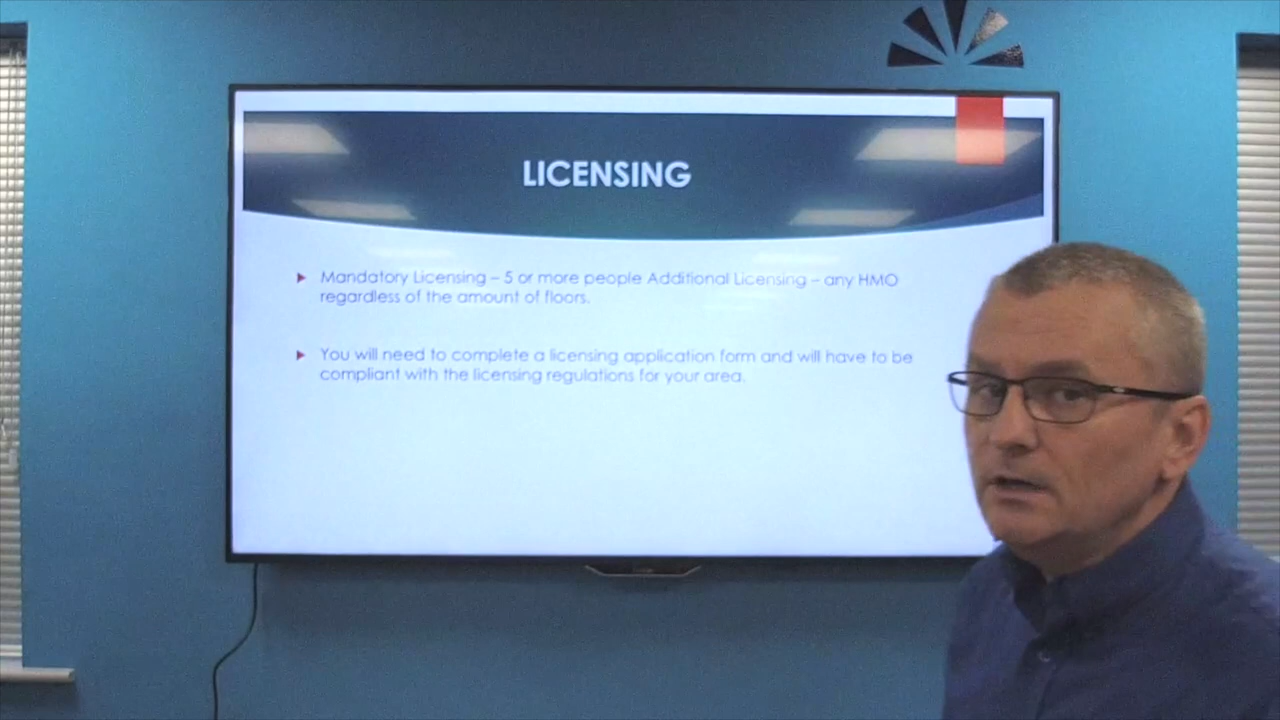 LICENSING
Mandatory Licensing – 5 or more people Additional Licensing – any HMO
regardless of the amount of floors.
You will need to complete a licensing application form and will have to be
compliant with the licensing regulations for your area.